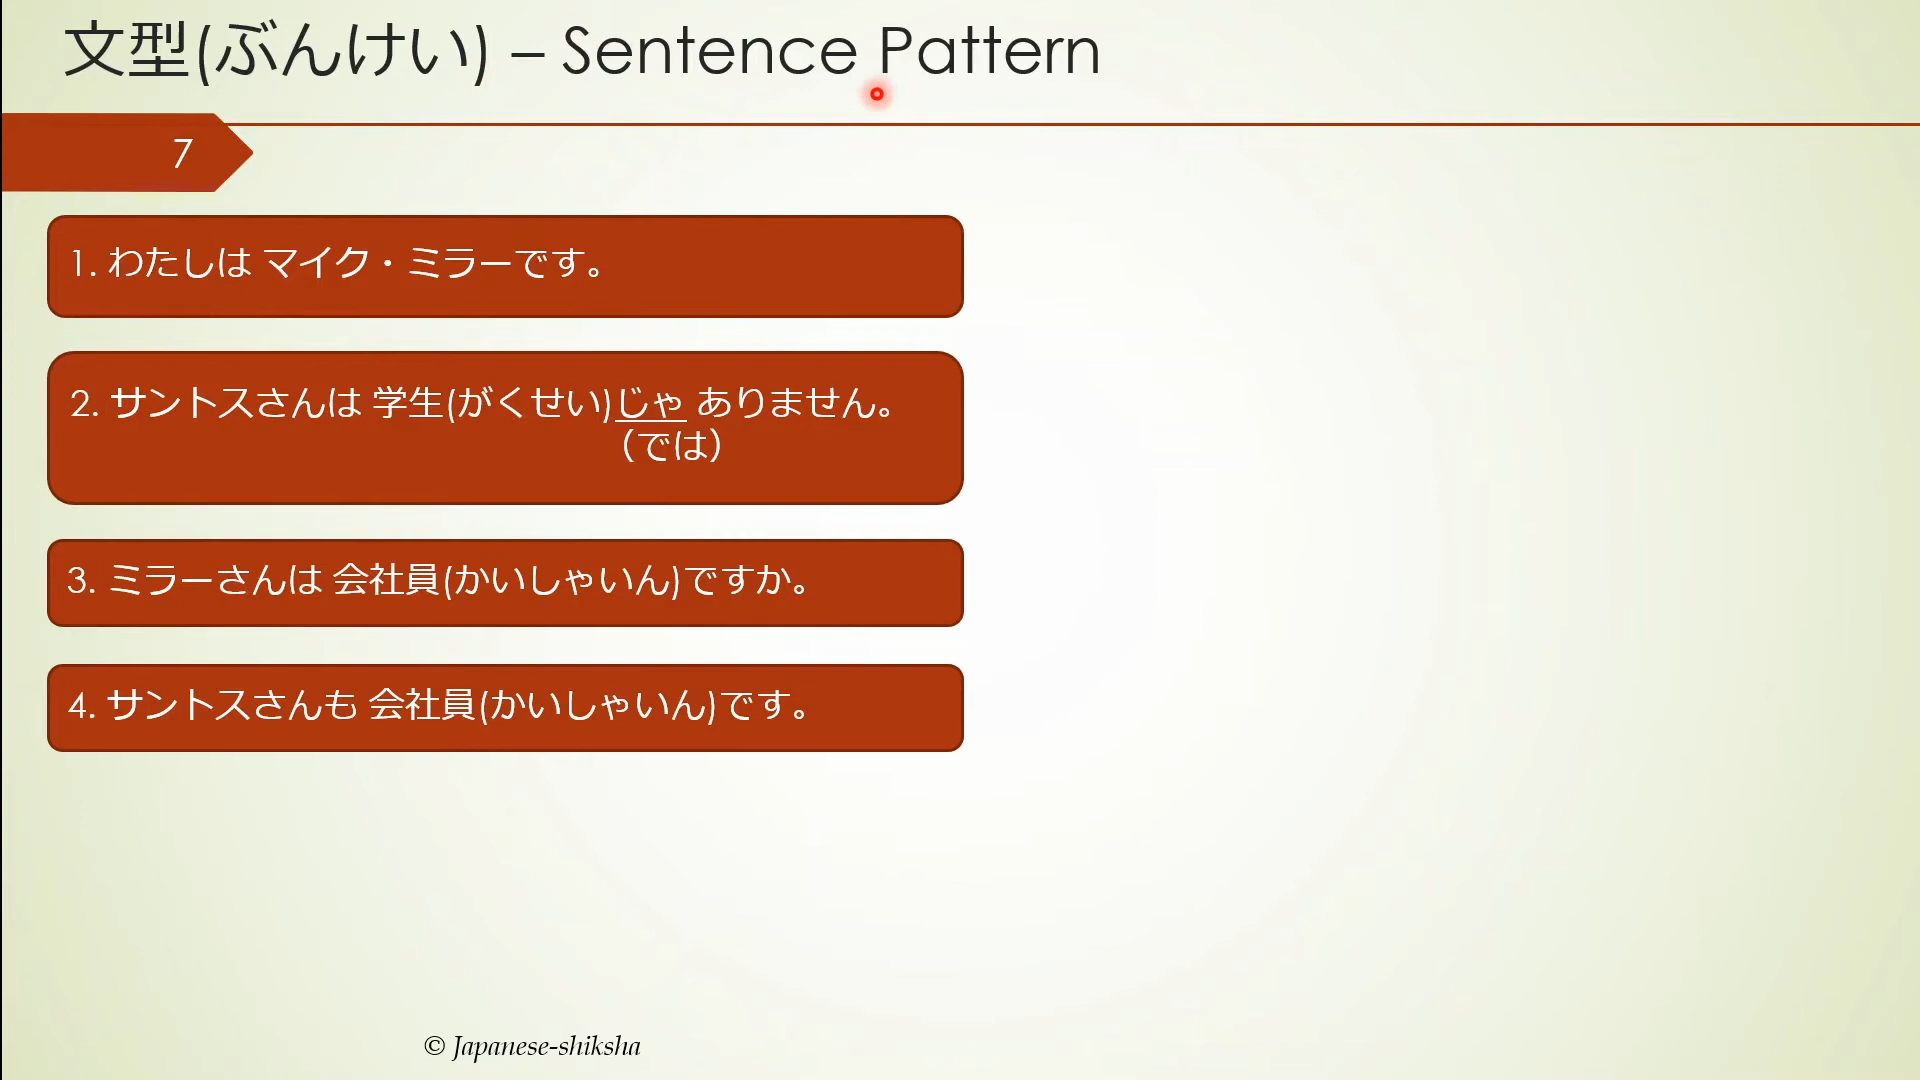 文型(ぶんけい) – Sentence Pattern
7
1. わたしは マイク・ミラーです。
2. サントスさんは 学生(がくせい)じゃ ありません。
（では）
3. ミラーさんは 会社員(かいしゃいん)ですか。
4. サントスさんも 会社員(かいしゃいん)です。
© Japanese-shiksha